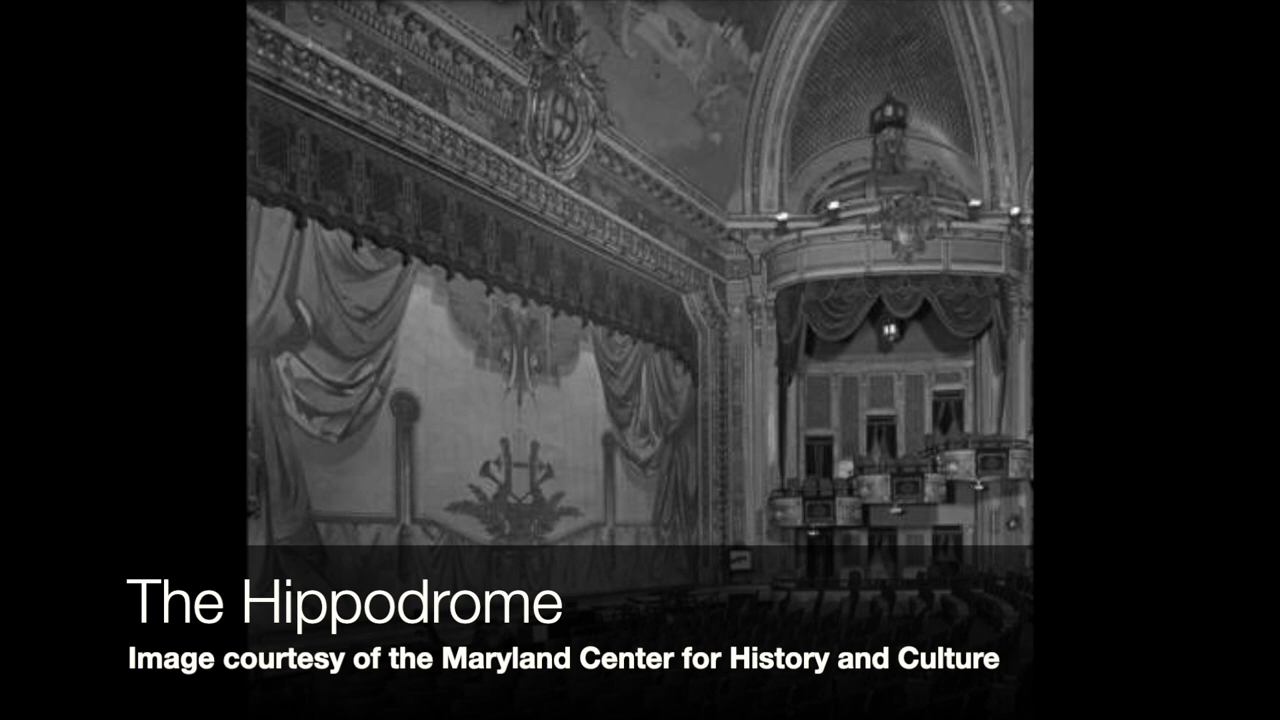 The Hippodrome
Image courtesy of the Maryland Center for History and Culture